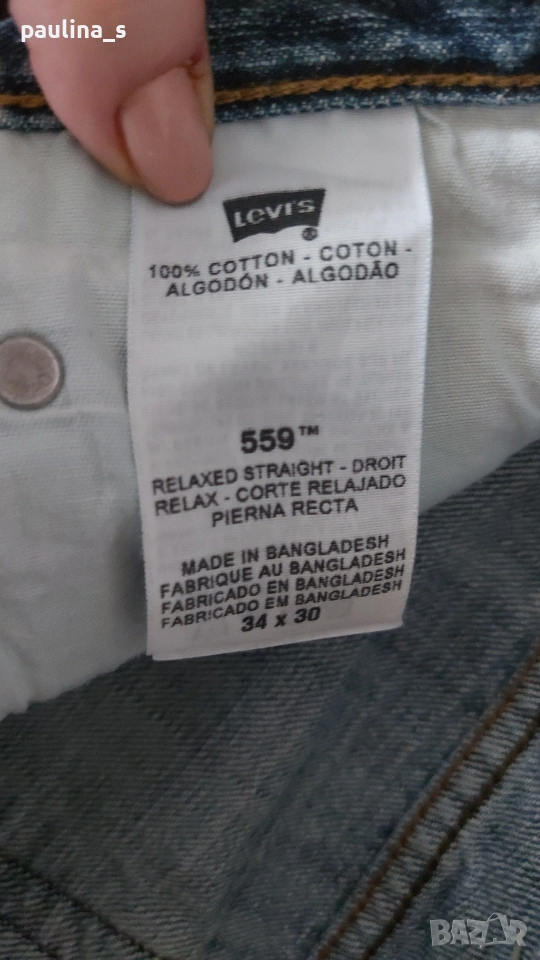 paulina_s
Levi's
100% COTTON - COTON -
ALGODÓN - ALGODÃO
559™
RELAXED STRAIGHT - DROIT
RELAX - CORTE RELAJADO
PIERNA RECTA
MADE IN BANGLADESH
FABRIQUE AU BANGLADESH
FABRICADO EN BANGLADESH
FABRICADO EM BANGLADESH
34 x 30
BAZAR